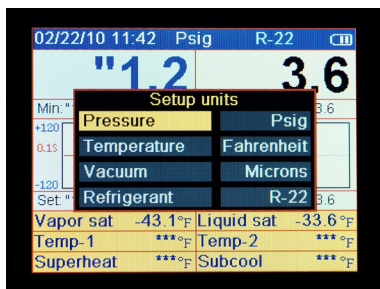 02/22/10 11:42 Psig R-22
"1.2 3.6
Setup units
Min: " 3.6
Pressure Psig
+120
0.1S Temperature Fahrenheit
Vacuum Microns
-120
Set: " Refrigerant R-22 3.6
Vapor sat -43.1°F Liquid sat -33.6°F
Temp-1 ***°F Temp-2 ***°F
Superheat ***°F Subcool ***°F